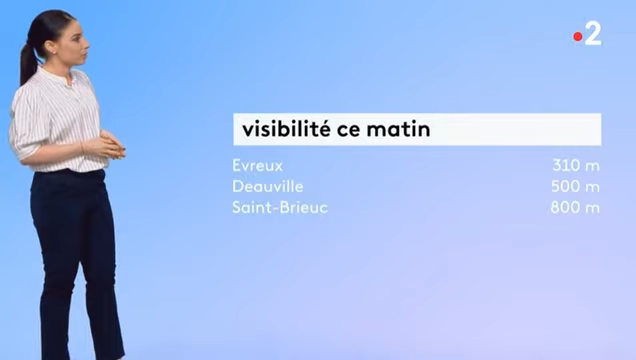 2
visibilité ce matin
Evreux 310 m
Deauville 500 m
Saint-Brieuc 800 m